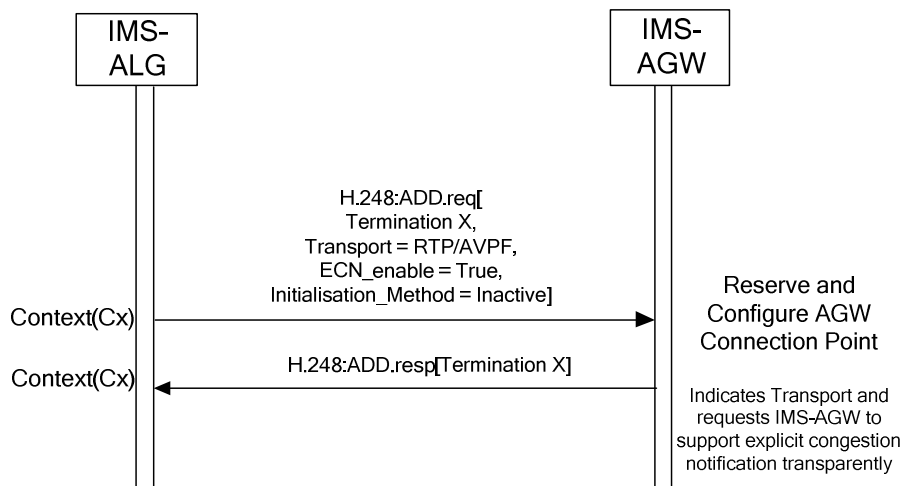 IMS-
ALG
IMS-
AGW
H.248:ADD.req[
Termination X,
Transport = RTP/AVPF,
ECN_enable = True,
Initialisation_Method = Inactive]
Context(Cx)
Reserve and
Configure AGW
Connection Point
H.248:ADD.resp[Termination X]
Context(Cx)
Indicates Transport and
requests IMS-AGW to
support explicit congestion
notification transparently